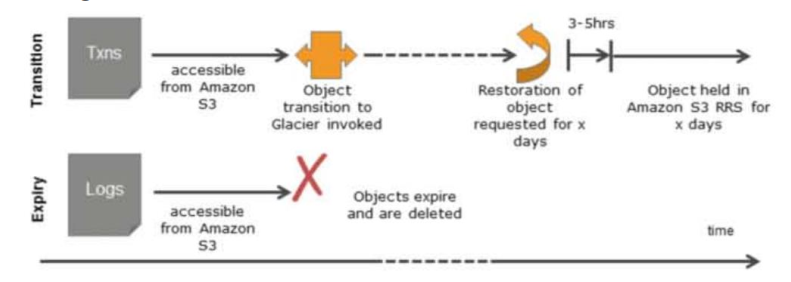 3-5hrs
Transition
Txns
accessible
from Amazon
S3
Object
transition to
Glacier invoked
Restoration of
object
requested for x
days
Object held in
Amazon S3 RRS for
x days
Expiry
Logs
accessible
from Amazon
S3
Objects expire
and are deleted
time